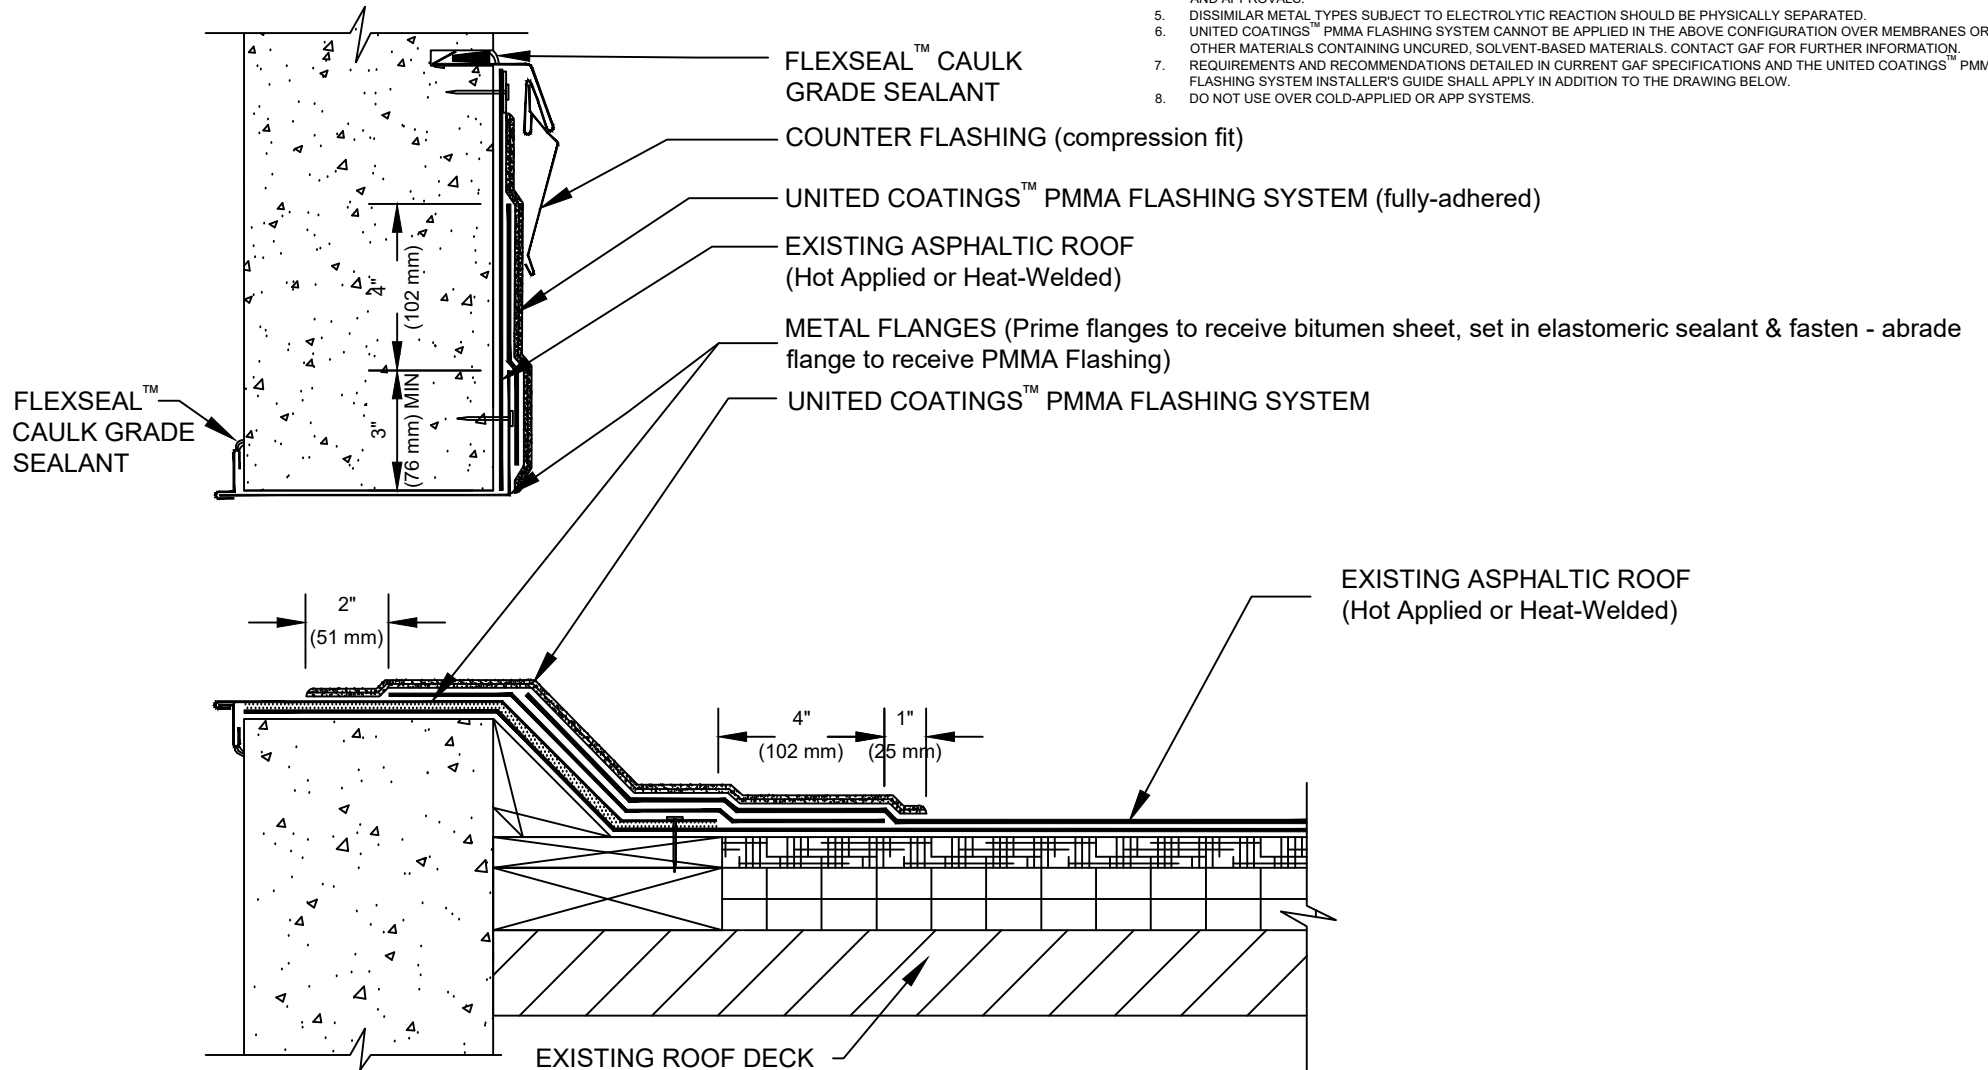 AND APPROVALS.
5. DISSIMILAR METAL TYPES SUBJECT TO ELECTROLYTIC REACTION SHOULD BE PHYSICALLY SEPARATED.
6. UNITED COATINGS™ PMMA FLASHING SYSTEM CANNOT BE APPLIED IN THE ABOVE CONFIGURATION OVER MEMBRANES OR
OTHER MATERIALS CONTAINING UNCURED, SOLVENT-BASED MATERIALS. CONTACT GAF FOR FURTHER INFORMATION.
7. REQUIREMENTS AND RECOMMENDATIONS DETAILED IN CURRENT GAF SPECIFICATIONS AND THE UNITED COATINGS™ PMM
FLASHING SYSTEM INSTALLER'S GUIDE SHALL APPLY IN ADDITION TO THE DRAWING BELOW.
8. DO NOT USE OVER COLD-APPLIED OR APP SYSTEMS.
FLEXSEAL™ CAULK
GRADE SEALANT
COUNTER FLASHING (compression fit)
UNITED COATINGS™ PMMA FLASHING SYSTEM (fully-adhered)
EXISTING ASPHALTIC ROOF
(Hot Applied or Heat-Welded)
METAL FLANGES (Prime flanges to receive bitumen sheet, set in elastomeric sealant & fasten - abrade
flange to receive PMMA Flashing)
UNITED COATINGS™ PMMA FLASHING SYSTEM
4"
(102 mm)
3"
(76 mm) MIN
FLEXSEAL™
CAULK GRADE
SEALANT
2"
(51 mm)
4"
(102 mm)
1"
(25 mm)
EXISTING ASPHALTIC ROOF
(Hot Applied or Heat-Welded)
EXISTING ROOF DECK